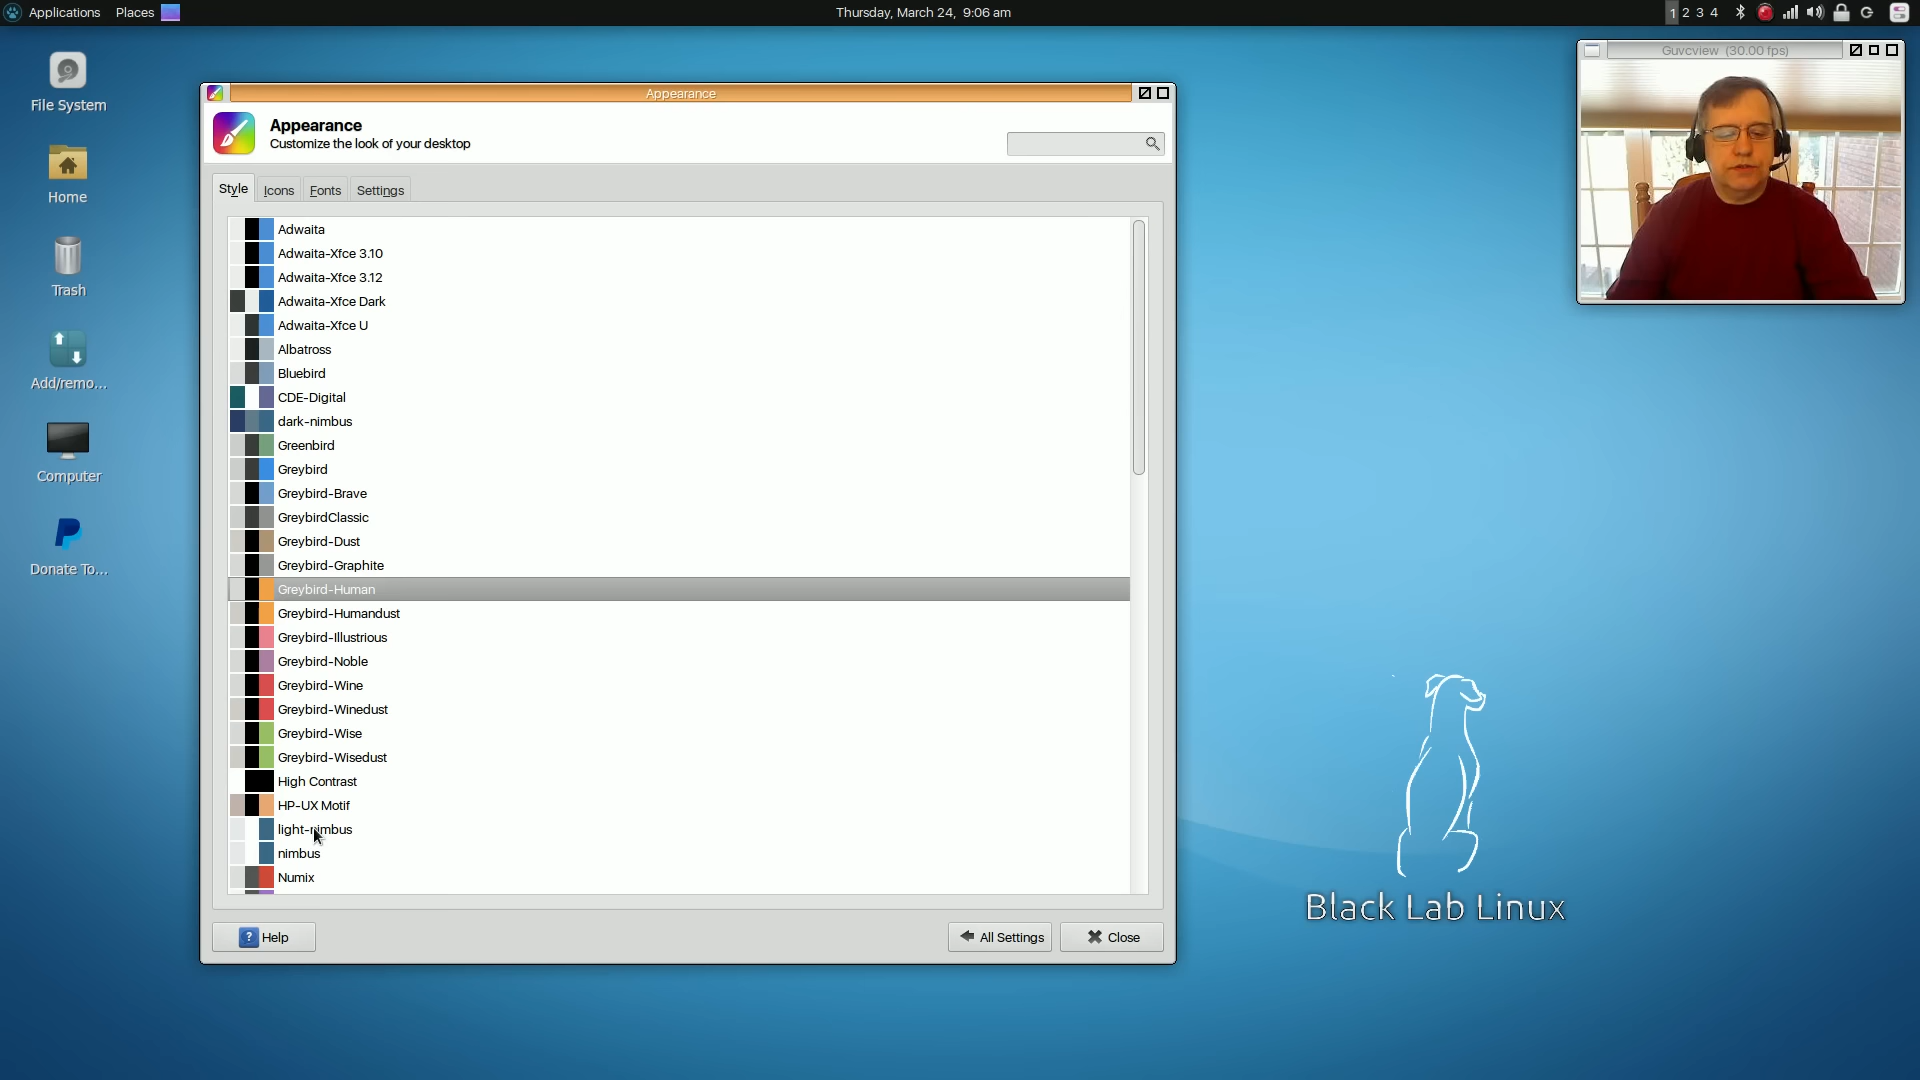 Applications Places
Thursday, March 24, 9:06 am
1 2 3 4
File System
Home
Trash
Add/remo...
Computer
Donate To...
Guvcview (30.00 fps)
Appearance
Appearance
Customize the look of your desktop
Style Icons Fonts Settings
Adwaita
Adwaita-Xfce 3.10
Adwaita-Xfce 3.12
Adwaita-Xfce Dark
Adwaita-Xfce U
Albatross
Bluebird
CDE-Digital
dark-nimbus
Greenbird
Greybird
Greybird-Brave
GreybirdClassic
Greybird-Dust
Greybird-Graphite
Greybird-Human
Greybird-Humandust
Greybird-Illustrious
Greybird-Noble
Greybird-Wine
Greybird-Winedust
Greybird-Wise
Greybird-Wisedust
High Contrast
HP-UX Motif
light-nimbus
nimbus
Numix
Help
All Settings
Close
Black Lab Linux